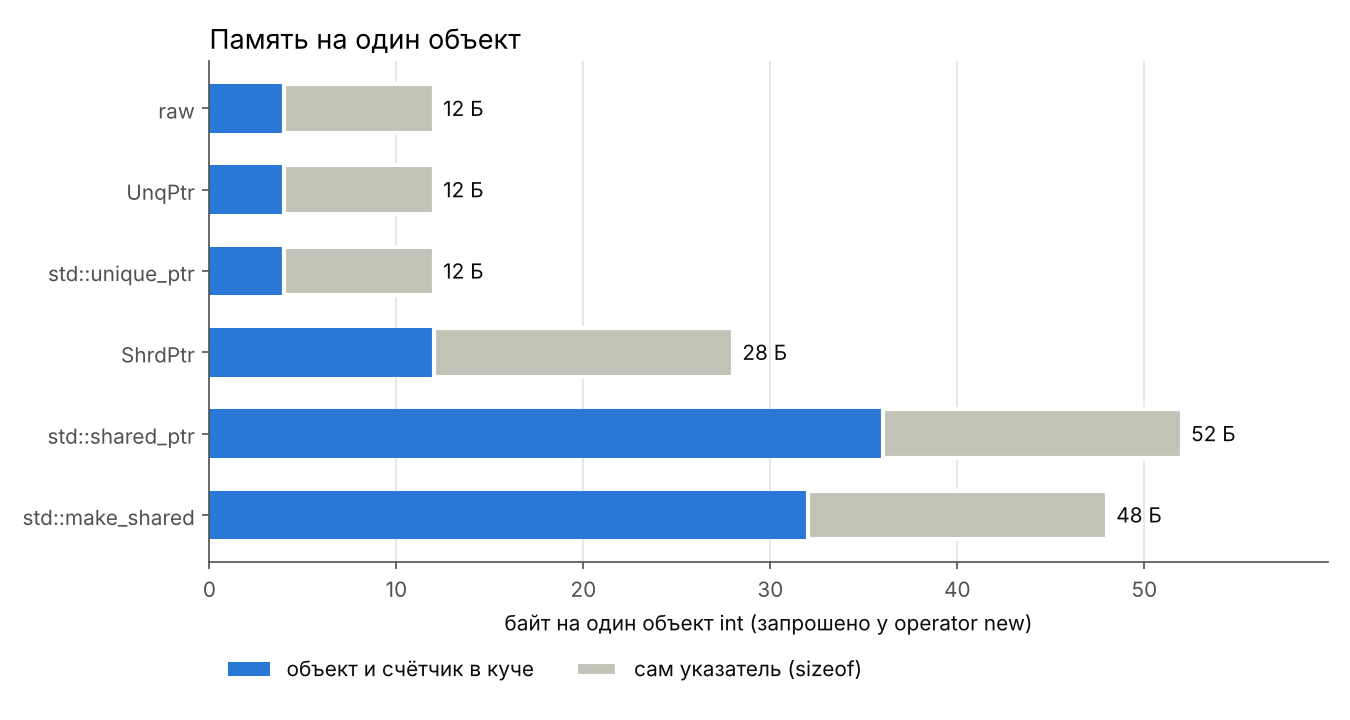 Память на один объект
raw
12 Б
UnqPtr
12 Б
std::unique_ptr
12 Б
ShrdPtr
28 Б
std::shared_ptr
52 Б
std::make_shared
48 Б
0 10 20 30 40 50
байт на один объект int (запрошено у operator new)
объект и счётчик в куче сам указатель (sizeof)